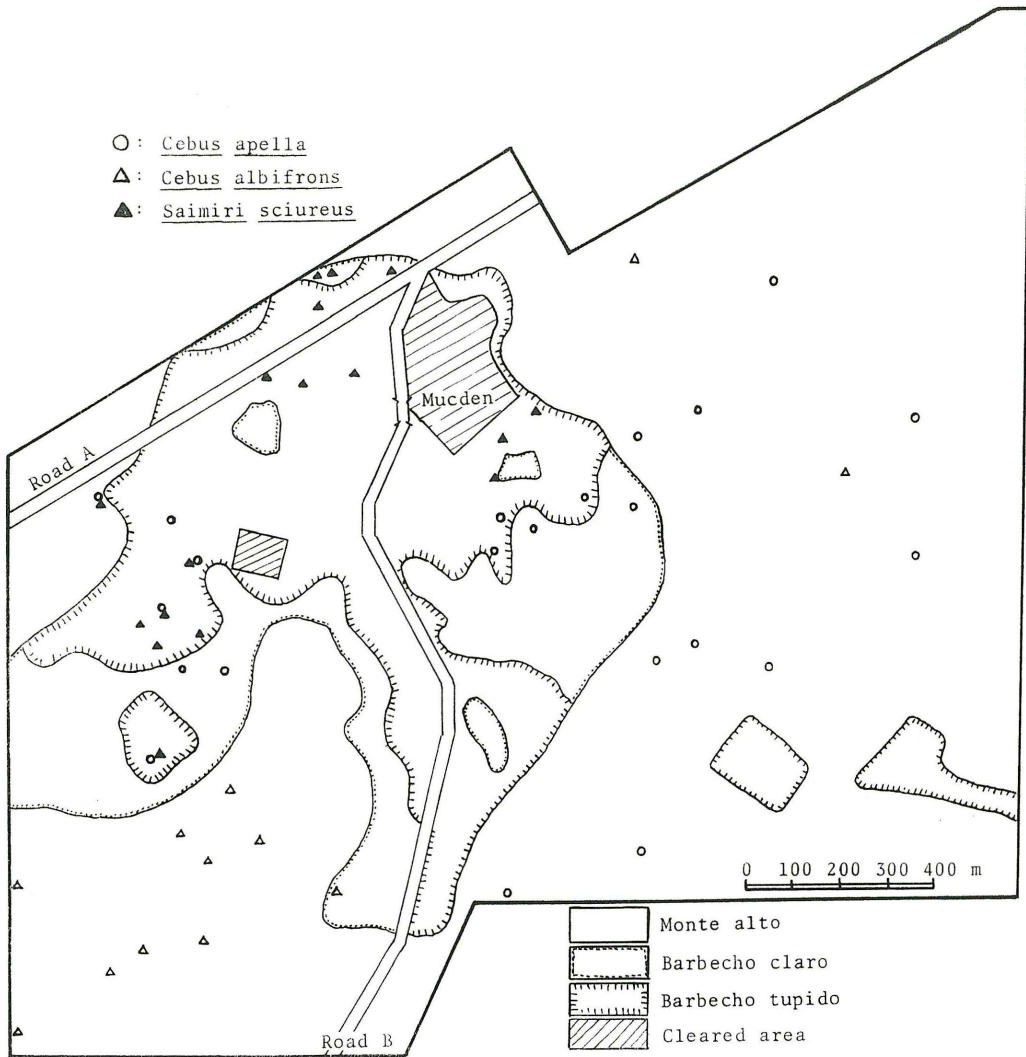 ○: Cebus apella
△: Cebus albifrons
▲: Saimiri sciureus
Road A
Mucden
0 100 200 300 400 m
Monte alto
Barbecho claro
Barbecho tupido
Cleared area
Road B